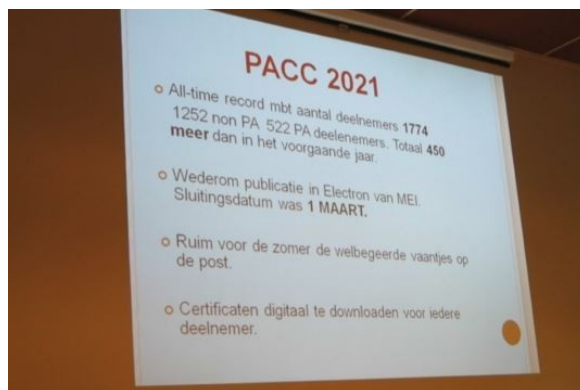 PACC 2021
All-time record mbt aantal deelnemers 1774
1252 non PA 522 PA deelenemers. Totaal 450
meer dan in het voorgaande jaar.
Wederom publicatie in Electron van MEI.
Sluitingsdatum was 1 MAART.
Ruim voor de zomer de welbegeerde vaantjes op
de post.
Certificaten digitaal te downloaden voor iedere
deelnemer.